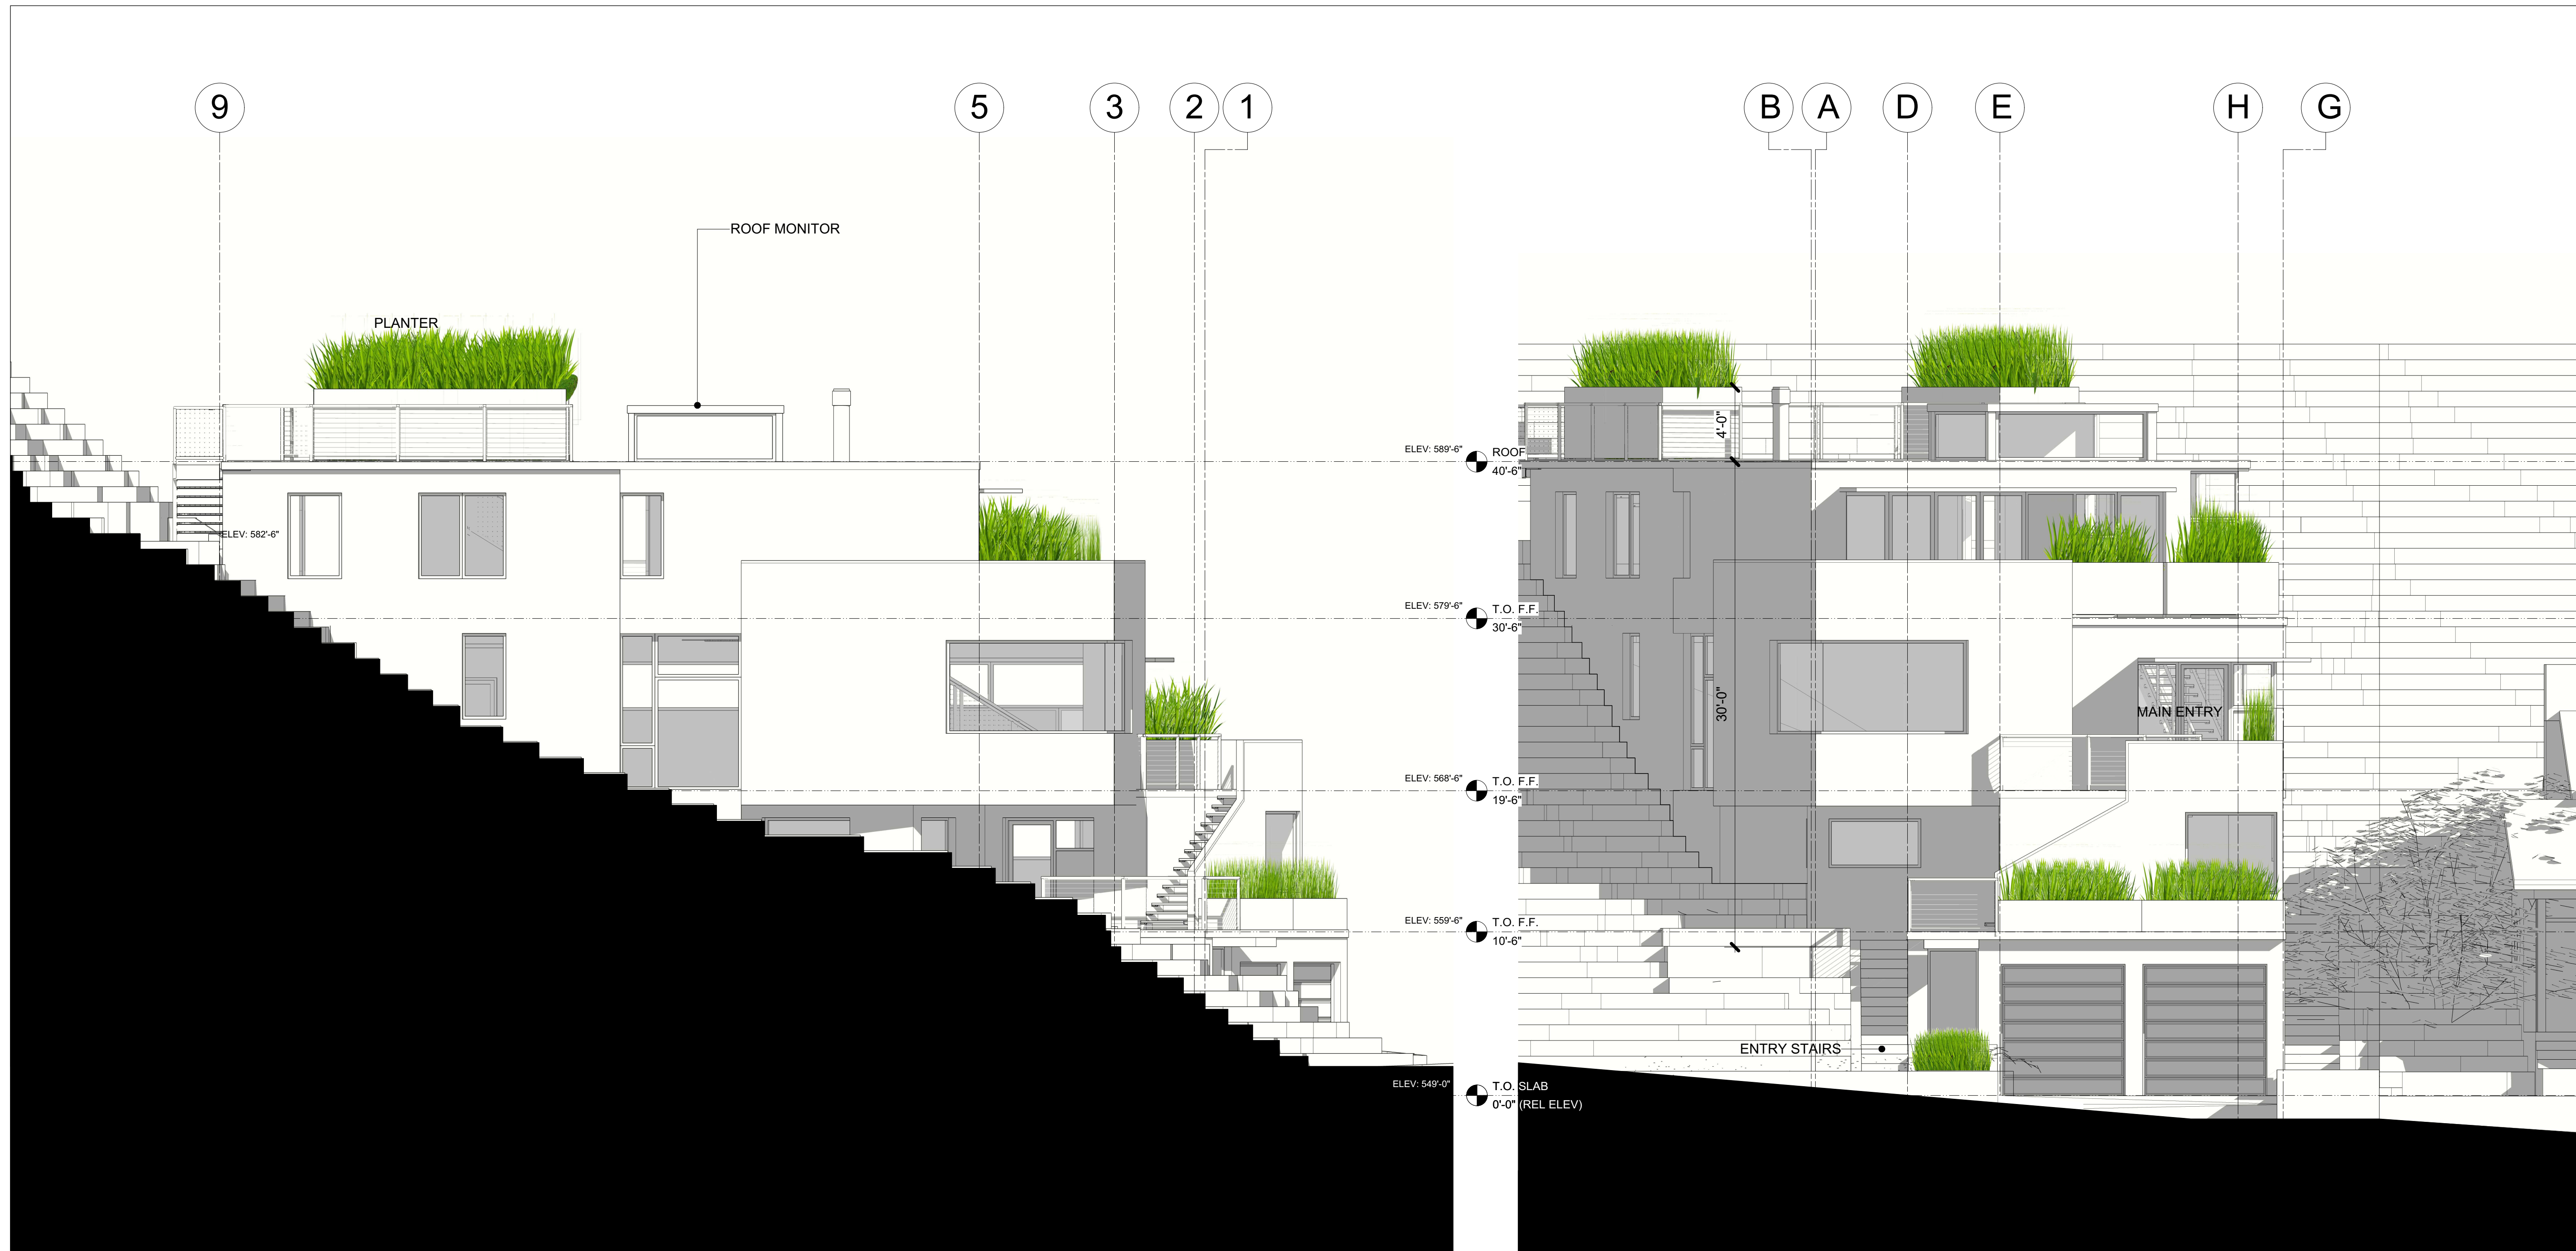 9
5
3
2
1
B
A
D
E
H
G
ROOF MONITOR
PLANTER
ELEV: 582'-6"
ELEV: 589'-6"
ROOF
40'-6"
4'-0"
ELEV: 579'-6"
T.O. F.F.
30'-6"
30'-0"
MAIN ENTRY
ELEV: 568'-6"
T.O. F.F.
19'-6"
ELEV: 559'-6"
T.O. F.F.
10'-6"
ENTRY STAIRS
ELEV: 549'-0"
T.O. SLAB
0'-0" (REL ELEV)